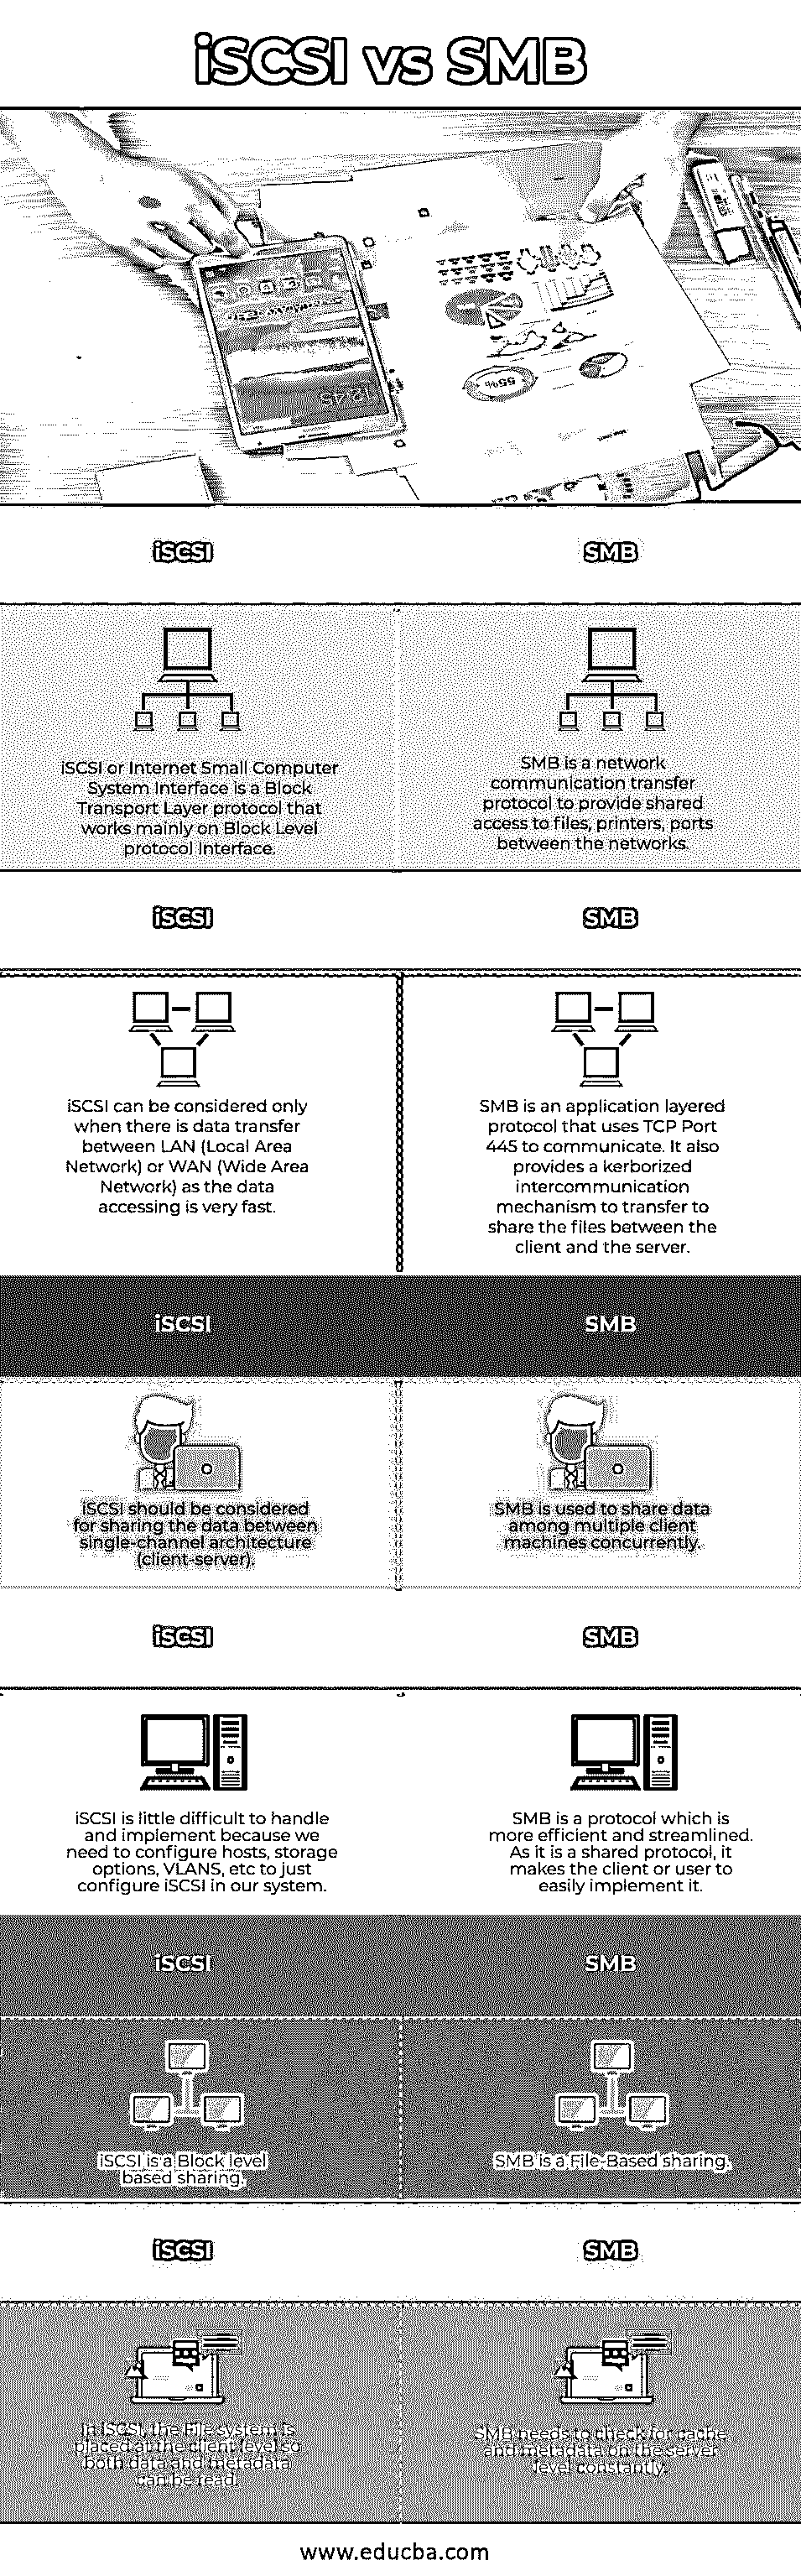 iSCSI vs SMB
12:45
55%
iSCSI
SMB
iSCSI or Internet Small Computer
System Interface is a Block
Transport Layer protocol that
works mainly on Block Level
protocol Interface.
SMB is a network
communication transfer
protocol to provide shared
access to files, printers, ports
between the networks.
iSCSI
SMB
iSCSI can be considered only
when there is data transfer
between LAN (Local Area
Network) or WAN (Wide Area
Network) as the data
accessing is very fast.
SMB is an application layered
protocol that uses TCP Port
445 to communicate. It also
provides a kerborized
intercommunication
mechanism to transfer to
share the files between the
client and the server.
iSCSI
SMB
iSCSI should be considered
for sharing the data between
single-channel architecture
(client-server).
SMB is used to share data
among multiple client
machines concurrently.
iSCSI
SMB
iSCSI is little difficult to handle
and implement because we
need to configure hosts, storage
options, VLANS, etc to just
configure iSCSI in our system.
SMB is a protocol which is
more efficient and streamlined.
As it is a shared protocol, it
makes the client or user to
easily implement it.
iSCSI
SMB
iSCSI is a Block level
based sharing.
SMB is a File-Based sharing.
iSCSI
SMB
In iSCSI, the File system is
placed at the client level so
both data and metadata
can be read.
SMB needs to check for cache
and metadata on the server
level constantly.
www.educba.com